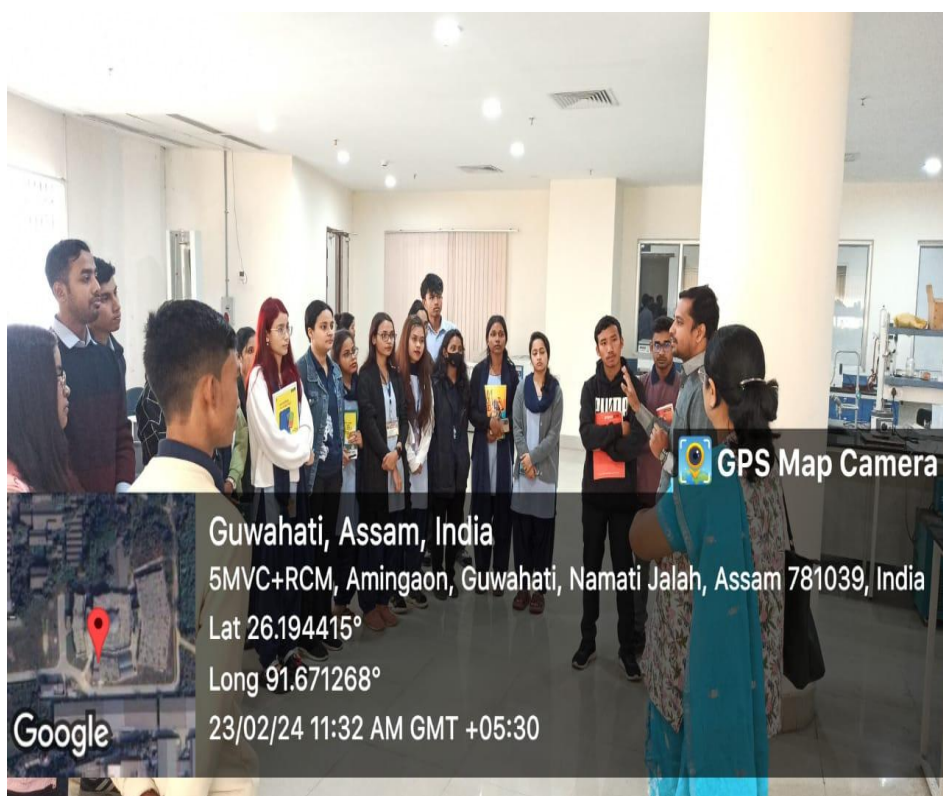 GPS Map Camera
Guwahati, Assam, India
5MVC+RCM, Amingaon, Guwahati, Namati Jalah, Assam 781039, India
Lat 26.194415°
Long 91.671268°
23/02/24 11:32 AM GMT +05:30
Google